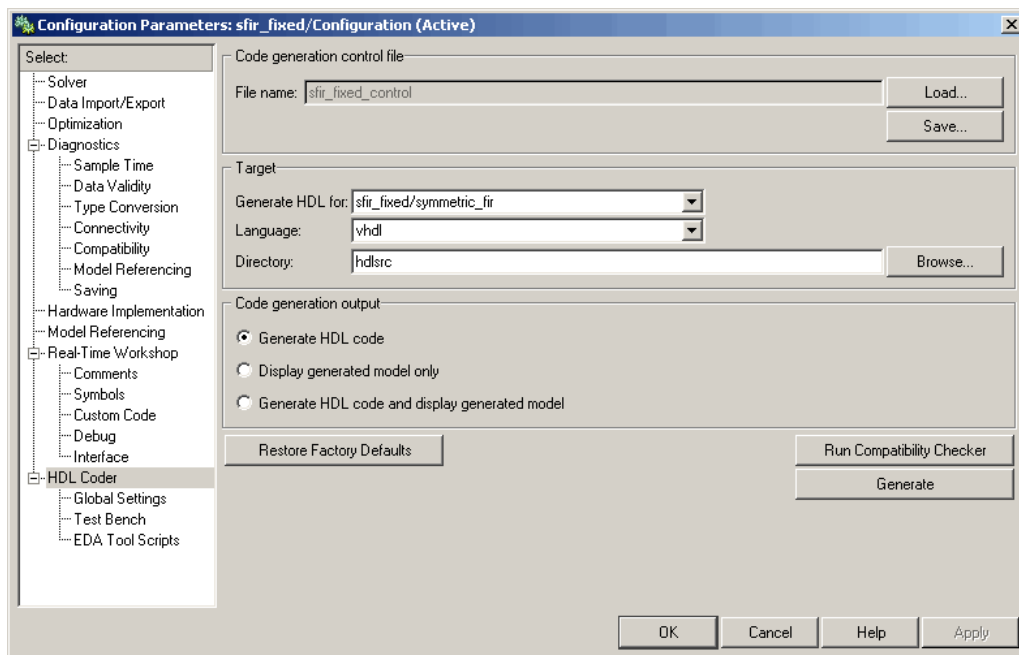 Configuration Parameters: sfir_fixed/Configuration (Active)
Select:
Solver
Data Import/Export
Optimization
Diagnostics
Sample Time
Data Validity
Type Conversion
Connectivity
Compatibility
Model Referencing
Saving
Hardware Implementation
Model Referencing
Real-Time Workshop
Comments
Symbols
Custom Code
Debug
Interface
HDL Coder
Global Settings
Test Bench
EDA Tool Scripts
Code generation control file
File name: sfir_fixed_control Load...
Save...
Target
Generate HDL for: sfir_fixed/symmetric_fir
Language: vhdl
Directory: hdlsrc Browse...
Code generation output
Generate HDL code
Display generated model only
Generate HDL code and display generated model
Restore Factory Defaults Run Compatibility Checker
Generate
OK Cancel Help Apply